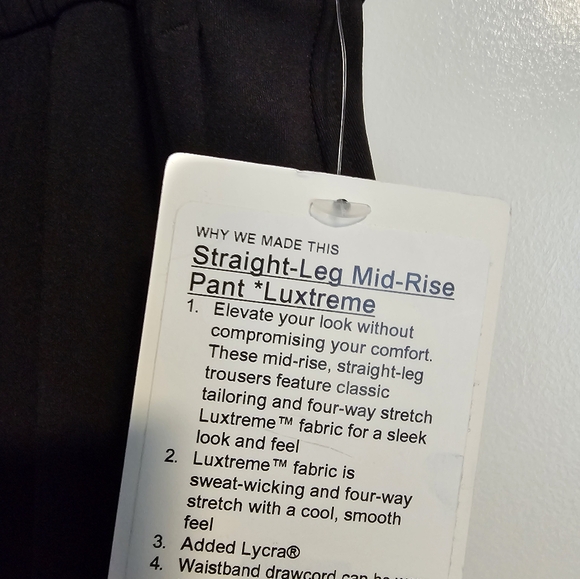 WHY WE MADE THIS
Straight-Leg Mid-Rise
Pant *Luxtreme
1. Elevate your look without
compromising your comfort.
These mid-rise, straight-leg
trousers feature classic
tailoring and four-way stretch
Luxtreme™ fabric for a sleek
look and feel
2. Luxtreme™ fabric is
sweat-wicking and four-way
stretch with a cool, smooth
feel
3. Added Lycra®
4. Waistband drawcord can